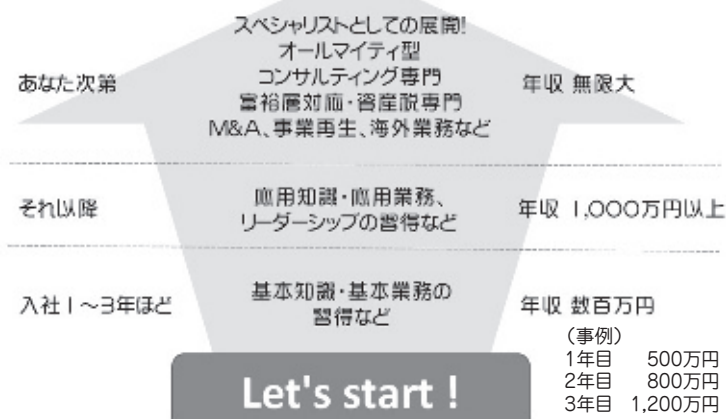 スペシャリストとしての展開!
オールマイティ型
あなた次第 コンサルティング専門 年収 無限大
富裕層対応・資産税専門
M&A、事業再生、海外業務など
それ以降 応用知識・応用業務、 年収 1,000万円以上
リーダーシップの習得など
入社1〜3年ほど 基本知識・基本業務の 年収 数百万円
習得など
（事例）
1年目 500万円
2年目 800万円
3年目 1,200万円
Let's start !